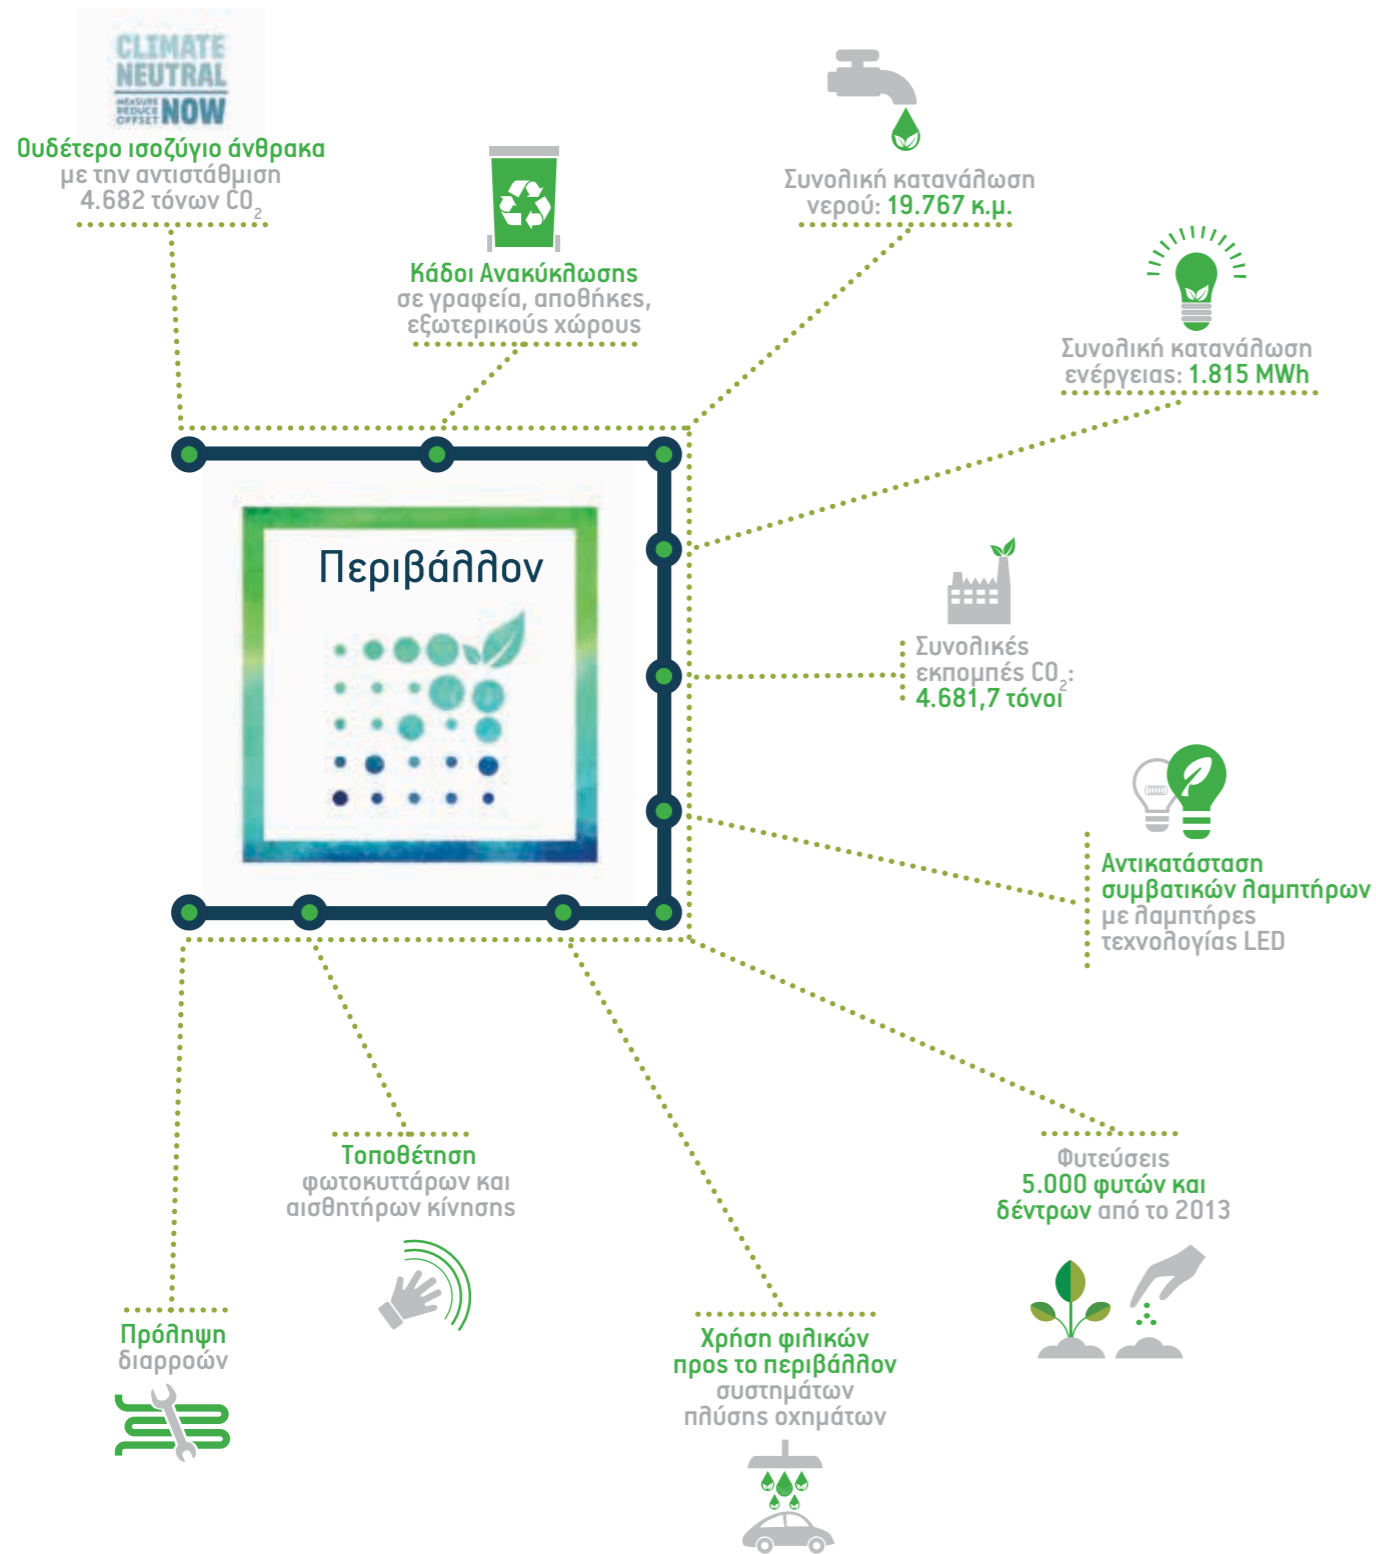 CLIMATE
NEUTRAL
MEASURE
REDUCE
OFFSET NOW
Ουδέτερο ισοζύγιο άνθρακα
με την αντιστάθμιση
4.682 τόνων CO₂
Κάδοι Ανακύκλωσης
σε γραφεία, αποθήκες,
εξωτερικούς χώρους
Συνολική κατανάλωση
νερού: 19.767 κ.μ.
Συνολική κατανάλωση
ενέργειας: 1.815 MWh
Περιβάλλον
Συνολικές
εκπομπές CO₂:
4.681,7 τόνοι
Αντικατάσταση
συμβατικών λαμπτήρων
με λαμπτήρες
τεχνολογίας LED
Φυτεύσεις
5.000 φυτών και
δέντρων από το 2013
Τοποθέτηση
φωτοκυττάρων και
αισθητήρων κίνησης
Πρόληψη
διαρροών
Χρήση φιλικών
προς το περιβάλλον
συστημάτων
πλύσης οχημάτων